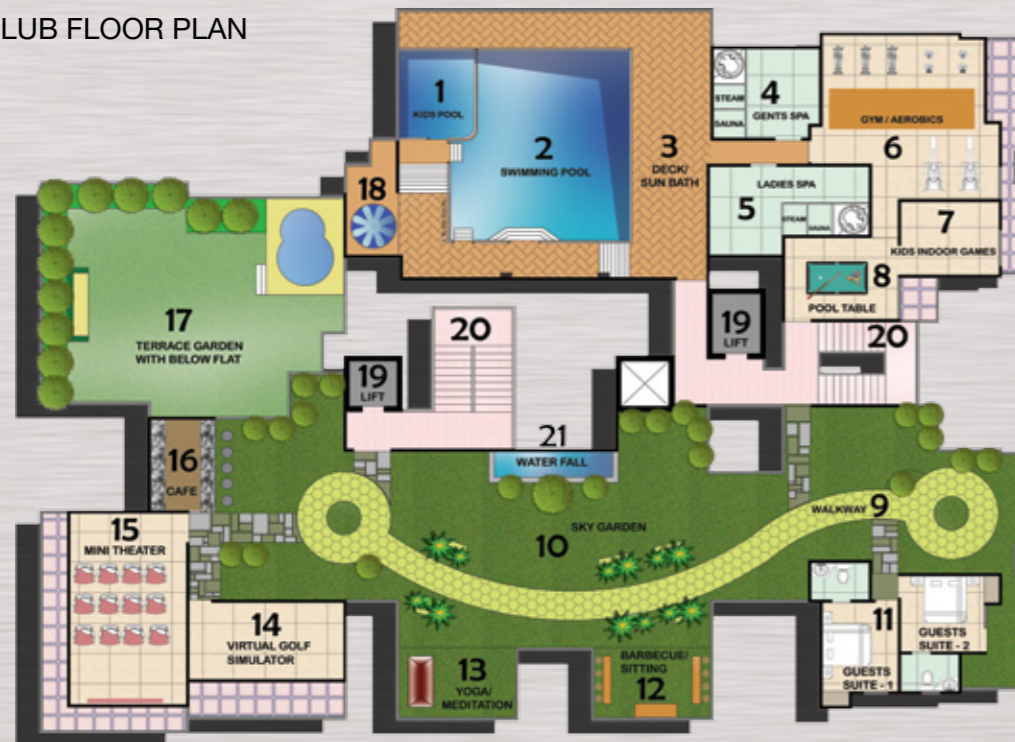 LUB FLOOR PLAN
1
KIDS POOL
2
SWIMMING POOL
3
DECK/
SUN BATH
4
GENTS SPA
STEAM
SAUNA
GYM / AEROBICS
6
LADIES SPA
5
STEAM
SAUNA
7
KIDS INDOOR GAMES
8
POOL TABLE
18
17
TERRACE GARDEN
WITH BELOW FLAT
20
19
LIFT
19
LIFT
20
21
WATER FALL
16
CAFE
WALKWAY 9
SKY GARDEN
10
15
MINI THEATER
14
VIRTUAL GOLF
SIMULATOR
13
YOGA/
MEDITATION
BARBECUE/
SITTING
12
11
GUESTS
SUITE - 2
GUESTS
SUITE - 1